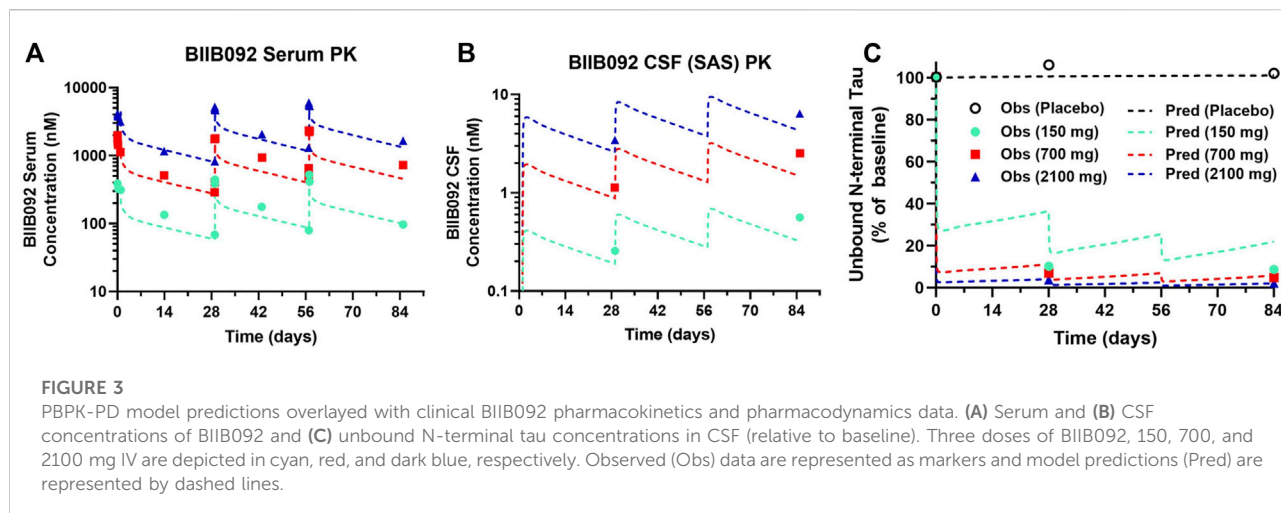 A
BIIB092 Serum PK
BIIB092 Serum
Concentration (nM)
10000
1000
100
10
0 14 28 42 56 70 84
Time (days)
B
BIIB092 CSF (SAS) PK
BIIB092 CSF
Concentration (nM)
10
1
0.1
0 14 28 42 56 70 84
Time (days)
C
Unbound N-terminal Tau
(% of baseline)
100
80
60
40
20
0
Obs (Placebo) Pred (Placebo)
Obs (150 mg) Pred (150 mg)
Obs (700 mg) Pred (700 mg)
Obs (2100 mg) Pred (2100 mg)
0 14 28 42 56 70 84
Time (days)
FIGURE 3
PBPK-PD model predictions overlayed with clinical BIIB092 pharmacokinetics and pharmacodynamics data. (A) Serum and (B) CSF
concentrations of BIIB092 and (C) unbound N-terminal tau concentrations in CSF (relative to baseline). Three doses of BIIB092, 150, 700, and
2100 mg IV are depicted in cyan, red, and dark blue, respectively. Observed (Obs) data are represented as markers and model predictions (Pred) are
represented by dashed lines.